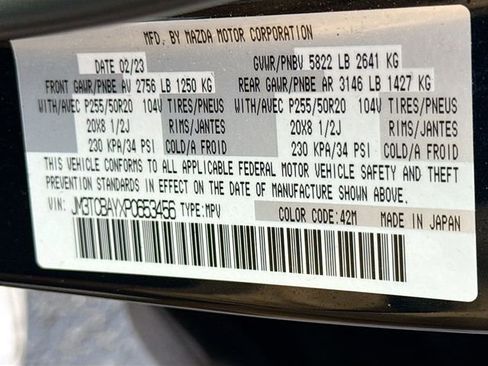 MFD. BY MAZDA MOTOR CORPORATION
DATE 02/23 GVWR/PNBV 5822 LB 2641 KG
FRONT GAWR/PNBE AV 2756 LB 1250 KG REAR GAWR/PNBE AR 3146 LB 1427 KG
WITH/AVEC P255/50R20 104V TIRES/PNEUS WITH/AVEC P255/50R20 104V TIRES/PNEUS
20X8 1/2J RIMS/JANTES 20X8 1/2J RIMS/JANTES
230 KPA/34 PSI COLD/A FROID 230 KPA/34 PSI COLD/A FROID
THIS VEHICLE CONFORMS TO ALL APPLICABLE FEDERAL MOTOR VEHICLE SAFETY AND THEFT
PREVENTION STANDARDS IN EFFECT ON THE DATE OF MANUFACTURE SHOWN ABOVE.
VIN: JM3TCBAYXP0653456 TYPE:MPV COLOR CODE:42M MADE IN JAPAN